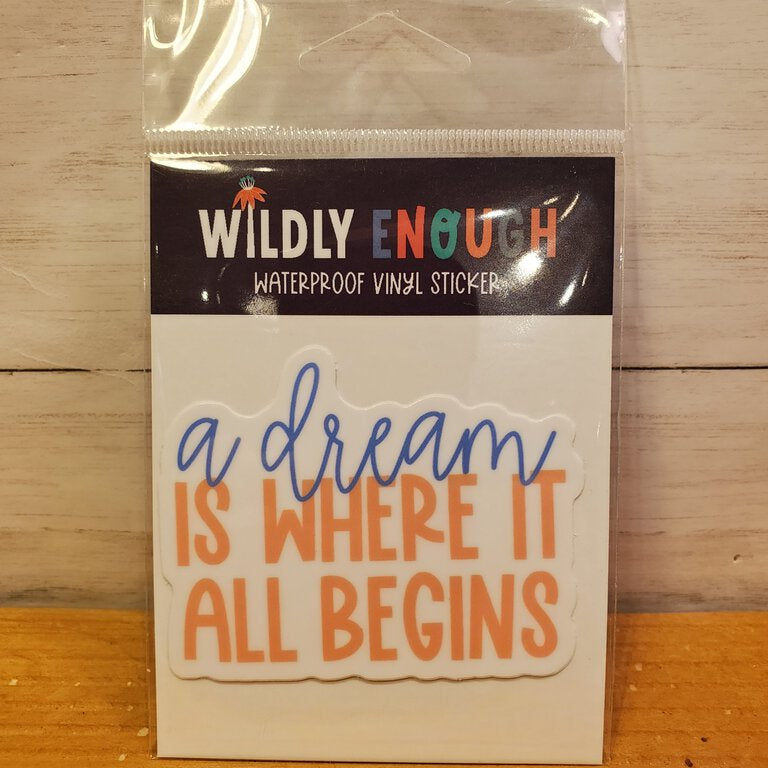 WILDLY ENOUGH
WATERPROOF VINYL STICKER
a dream
IS WHERE IT
ALL BEGINS